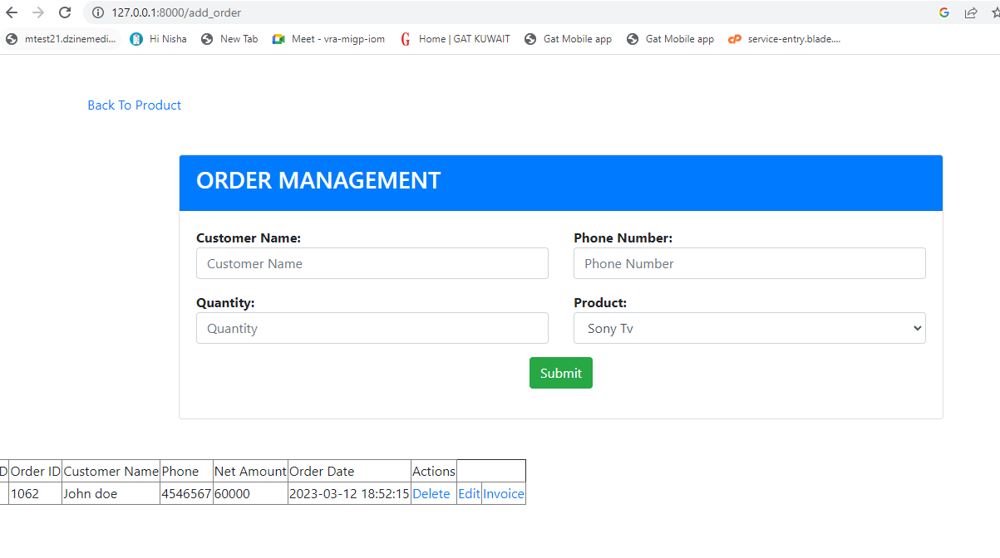 127.0.0.1:8000/add_order
mtest21.dzinemedi... Hi Nisha New Tab Meet - vra-migp-iom Home | GAT KUWAIT GAT Mobile app GAT Mobile app service-entry.blade....
Back To Product
ORDER MANAGEMENT
Customer Name: Phone Number:
Customer Name Phone Number
Quantity: Product:
Quantity Sony Tv
Submit
D Order ID Customer Name Phone Net Amount Order Date Actions
1062 John doe 4546567 60000 2023-03-12 18:52:15 Delete Edit Invoice